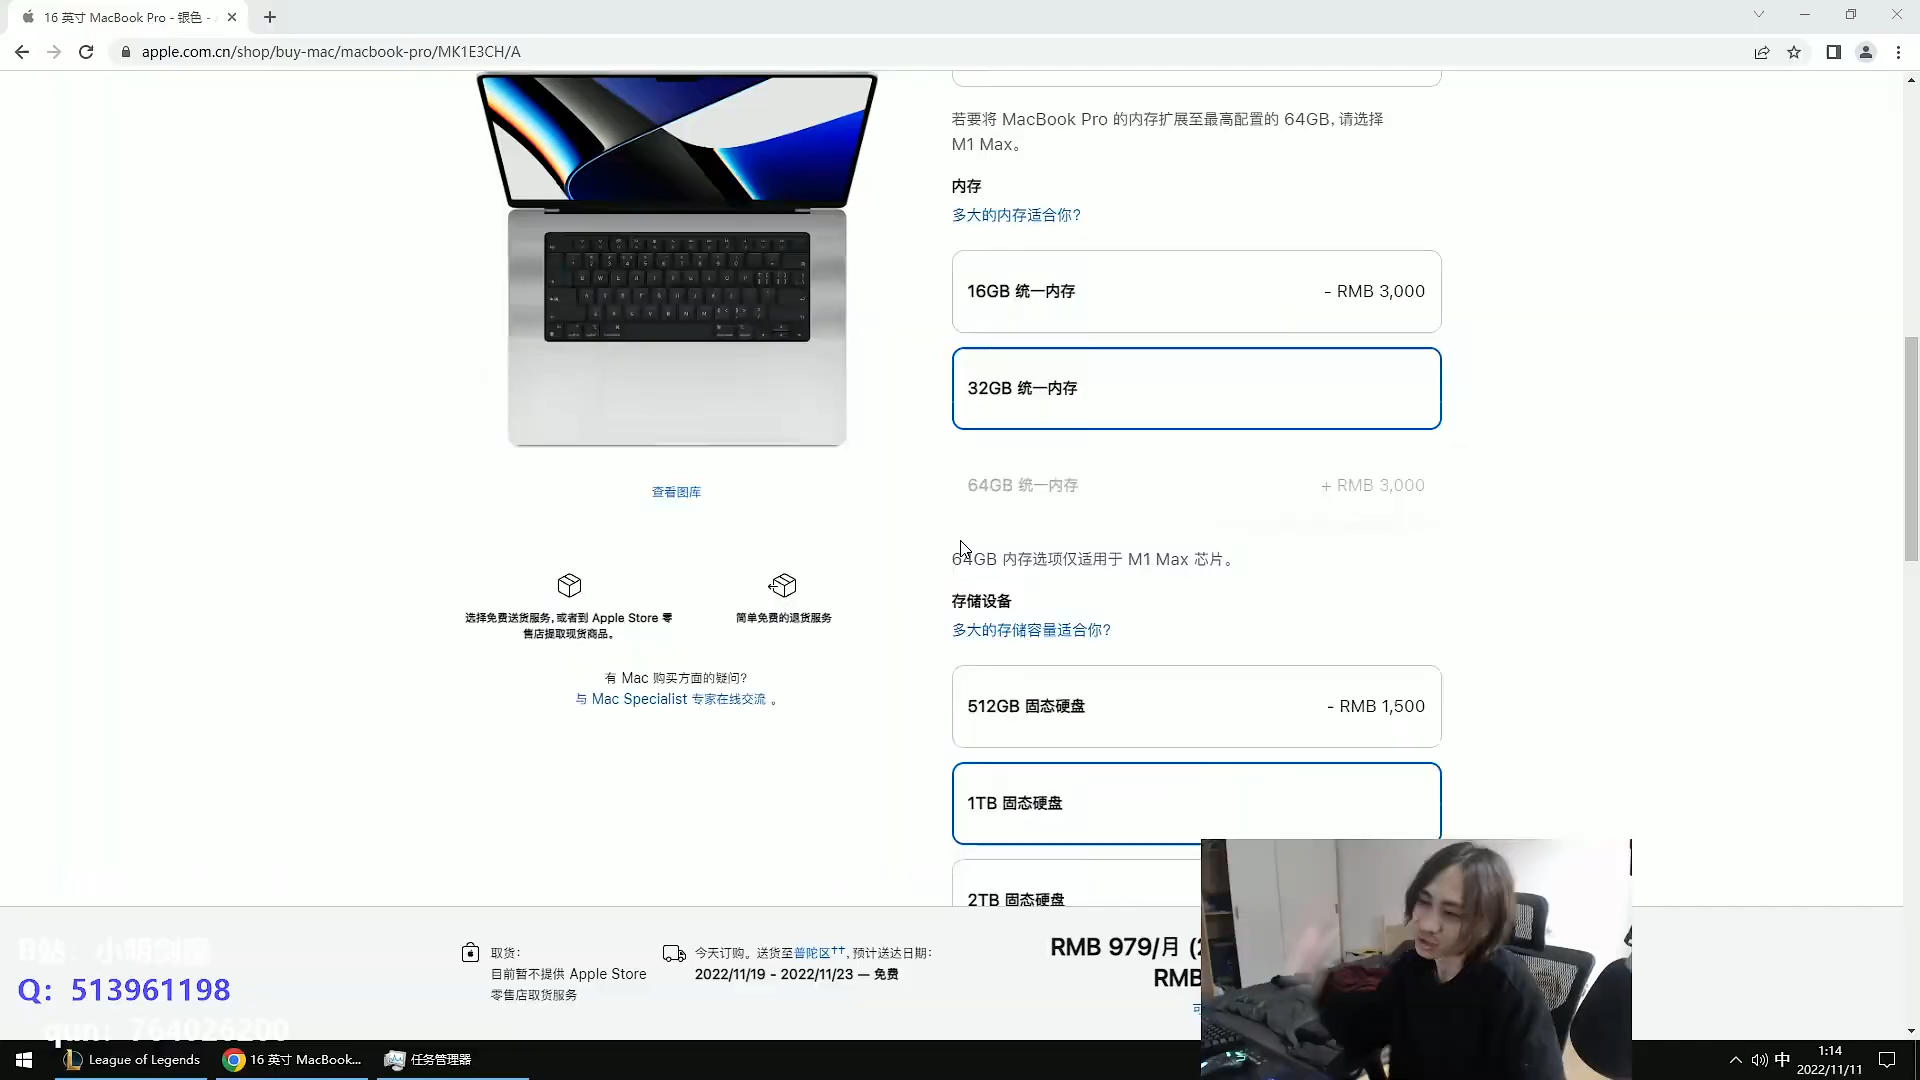 16 英寸 MacBook Pro - 银色 -
apple.com.cn/shop/buy-mac/macbook-pro/MK1E3CH/A
若要将 MacBook Pro 的内存扩展至最高配置的 64GB, 请选择
M1 Max。
内存
多大的内存适合你?
16GB 统一内存 - RMB 3,000
32GB 统一内存
64GB 统一内存 + RMB 3,000
64GB 内存选项仅适用于 M1 Max 芯片。
存储设备
多大的存储容量适合你?
512GB 固态硬盘 - RMB 1,500
1TB 固态硬盘
2TB 固态硬盘
查看图库
选择免费送货服务, 或者到 Apple Store 零
售店提取现货商品。
简单免费的退货服务
有 Mac 购买方面的疑问?
与 Mac Specialist 专家在线交流 。
取货:
目前暂不提供 Apple Store
零售店取货服务
今天订购。送货至普陀区††, 预计送达日期:
2022/11/19 - 2022/11/23 — 免费
RMB 979/月 (2
RMB
可
B站: 小明剑魔
Q: 513961198
qun: 764026200
League of Legends
16 英寸 MacBook...
任务管理器
中
1:14
2022/11/11